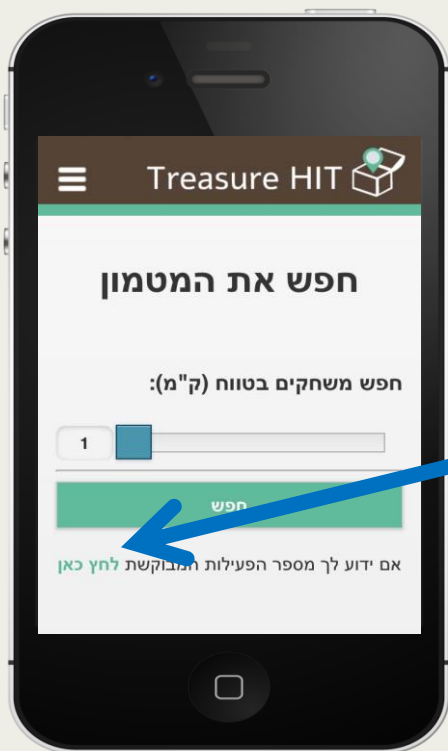 Treasure HIT
חפש את המטמון
חפש משחקים בטווח (ק"מ):
1
חפש
אם ידוע לך מספר הפעילות המבוקשת לחץ כאן